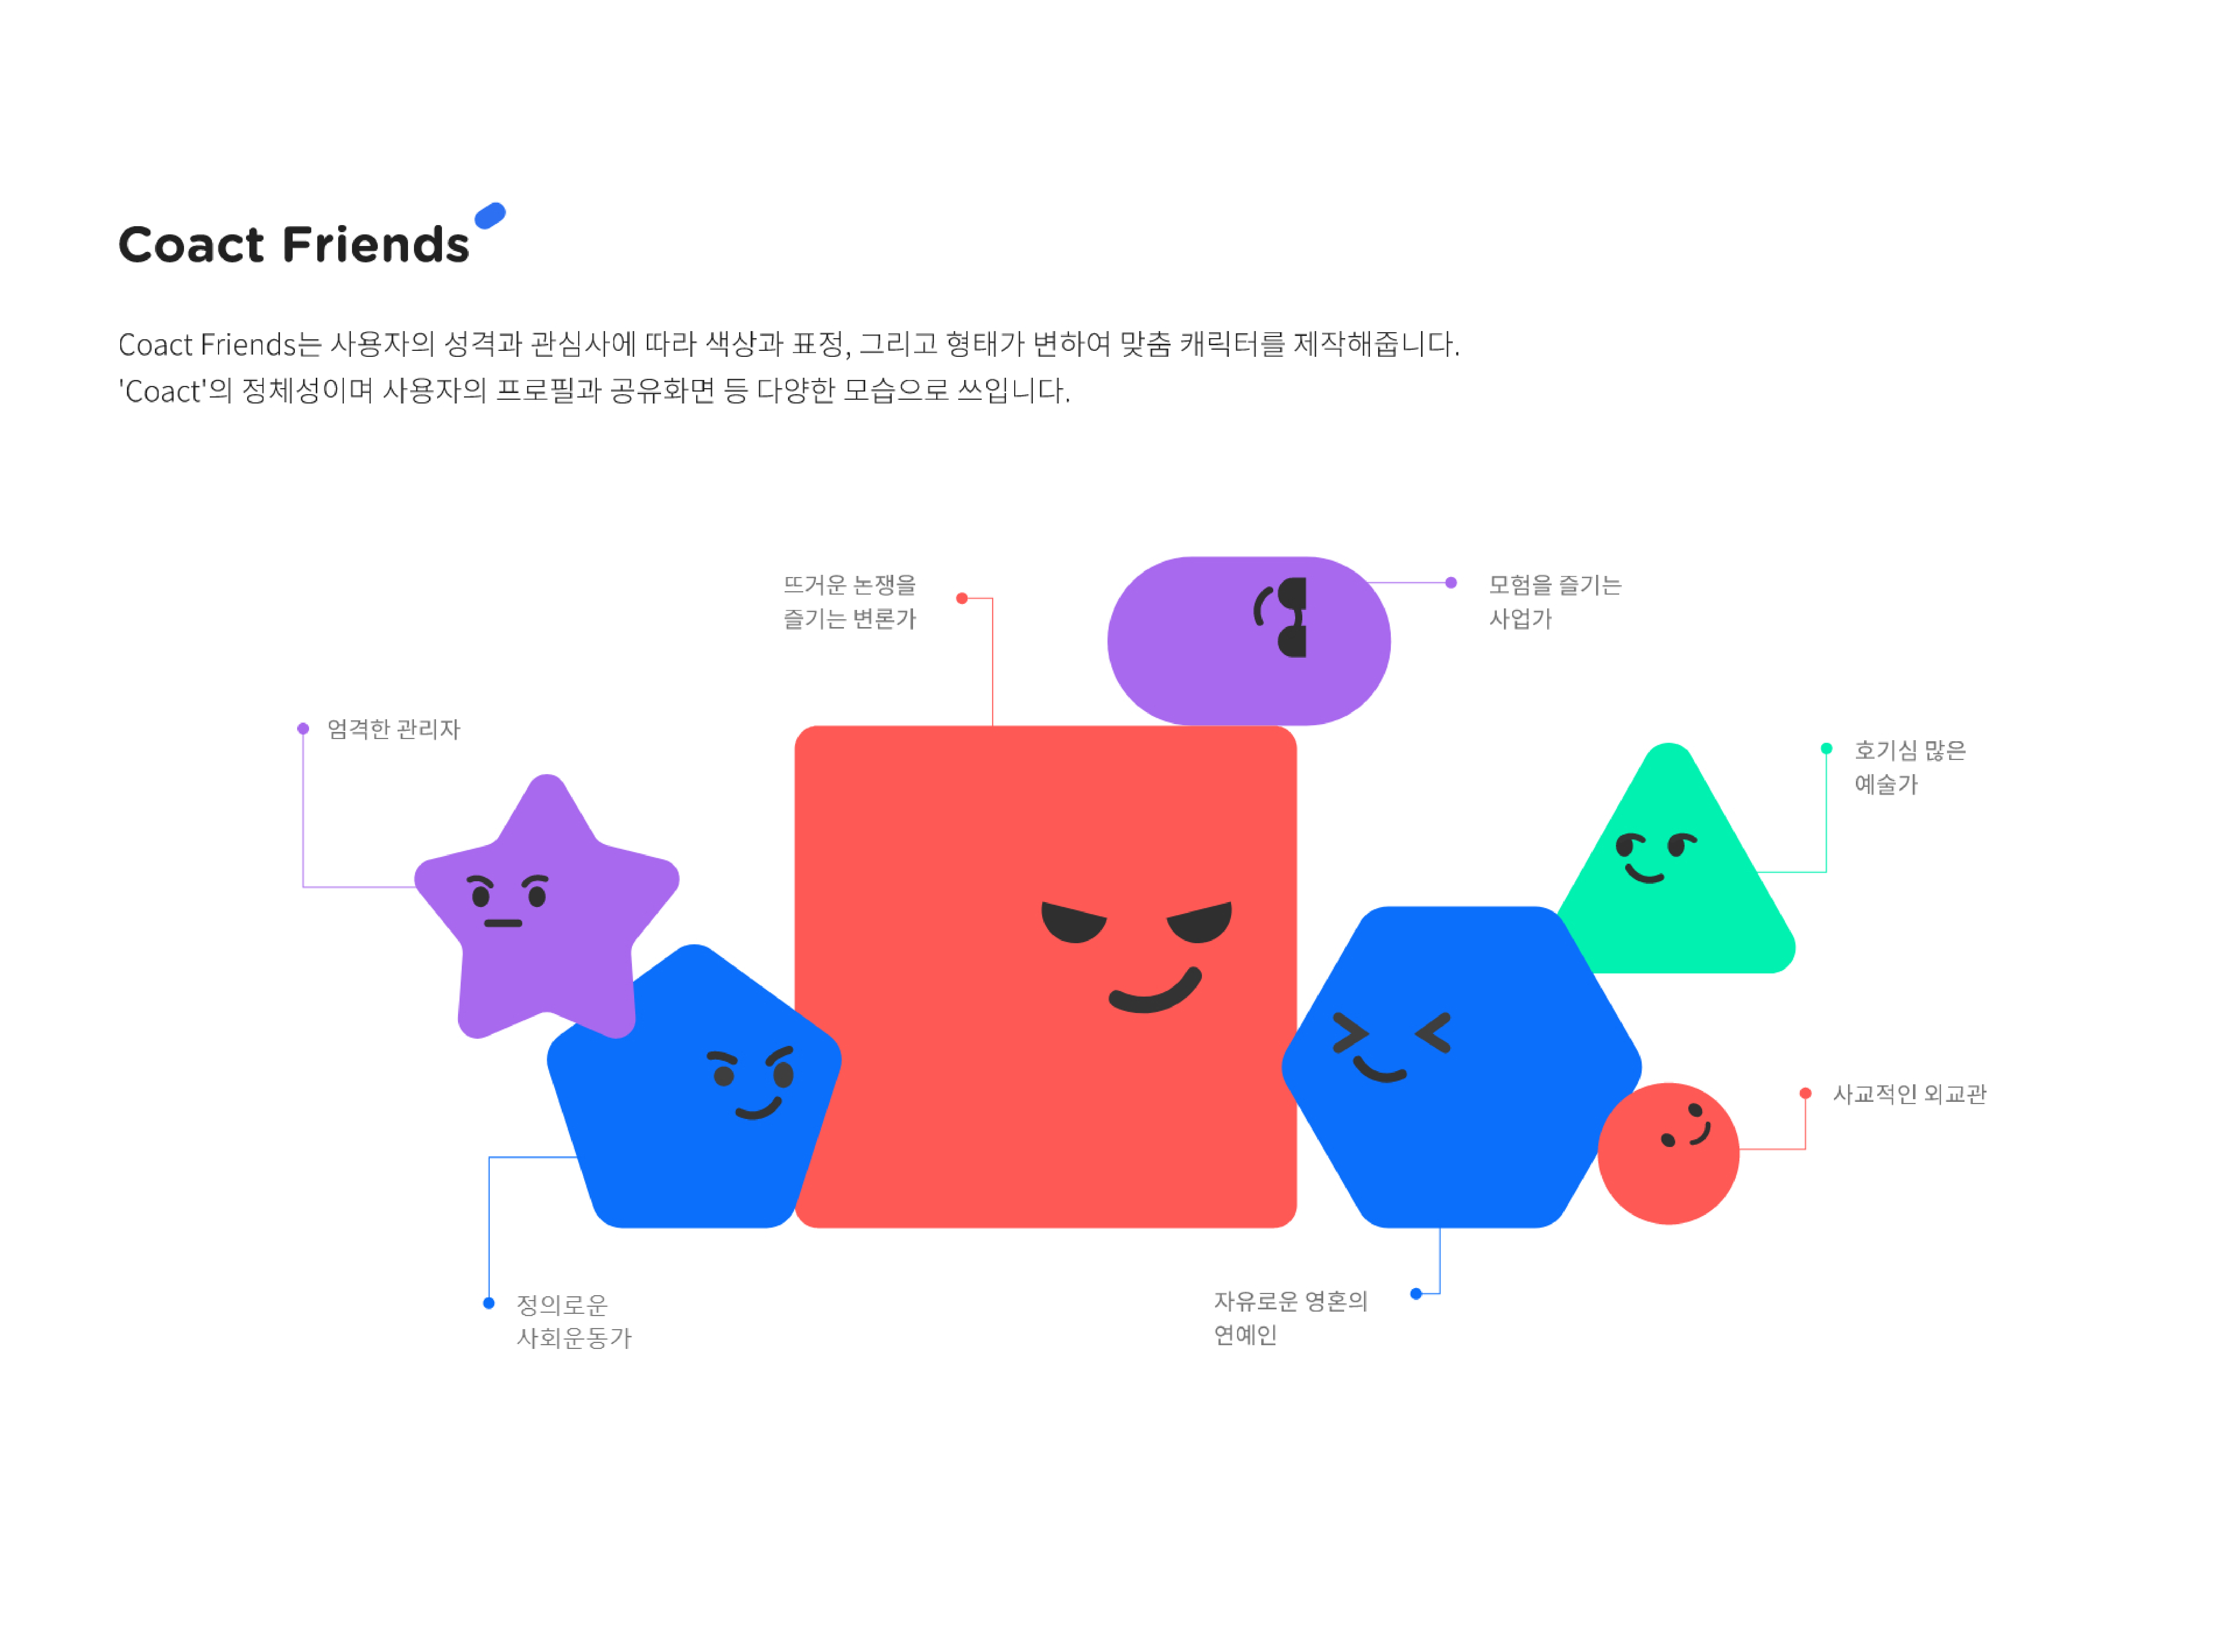 Coact Friends
Coact Friends는 사용자의 성격과 관심사에 따라 색상과 표정, 그리고 형태가 변하여 맞춤 캐릭터를 제작해줍니다.
'Coact'의 정체성이며 사용자의 프로필과 공유화면 등 다양한 모습으로 쓰입니다.
뜨거운 논쟁을
즐기는 변론가
모험을 즐기는
사업가
엄격한 관리자
호기심 많은
예술가
사교적인 외교관
정의로운
사회운동가
자유로운 영혼의
연예인